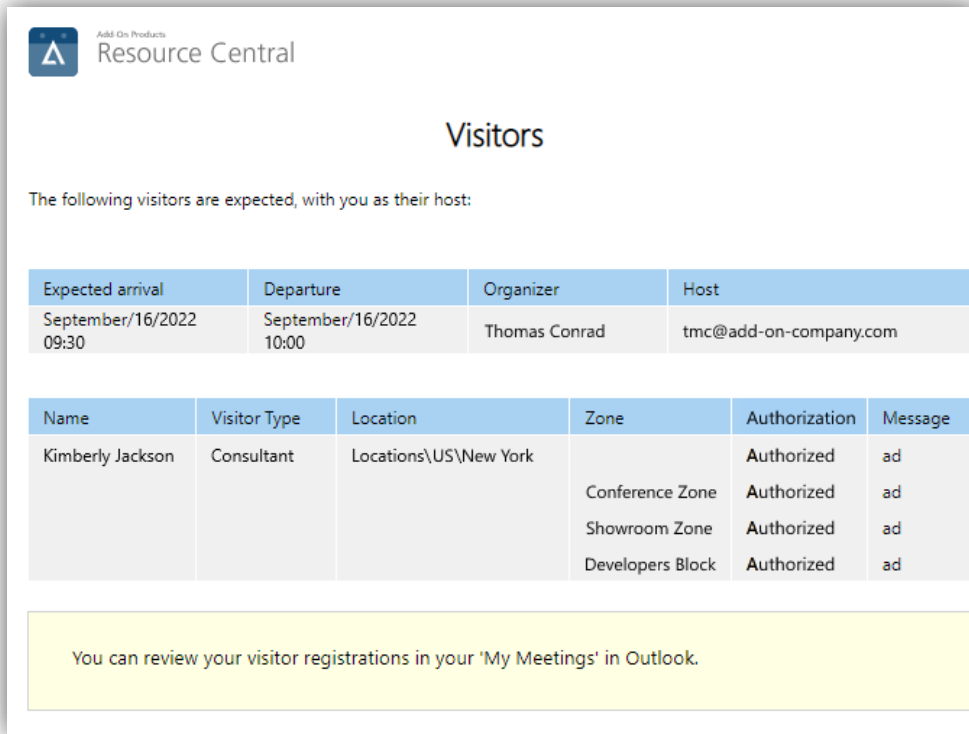 Add-On Products
Resource Central
Visitors
The following visitors are expected, with you as their host:
Expected arrival Departure Organizer Host
September/16/2022 09:30 September/16/2022 10:00 Thomas Conrad tmc@add-on-company.com
Name Visitor Type Location Zone Authorization Message
Kimberly Jackson Consultant Locations\US\New York Authorized ad
Conference Zone Authorized ad
Showroom Zone Authorized ad
Developers Block Authorized ad
You can review your visitor registrations in your 'My Meetings' in Outlook.